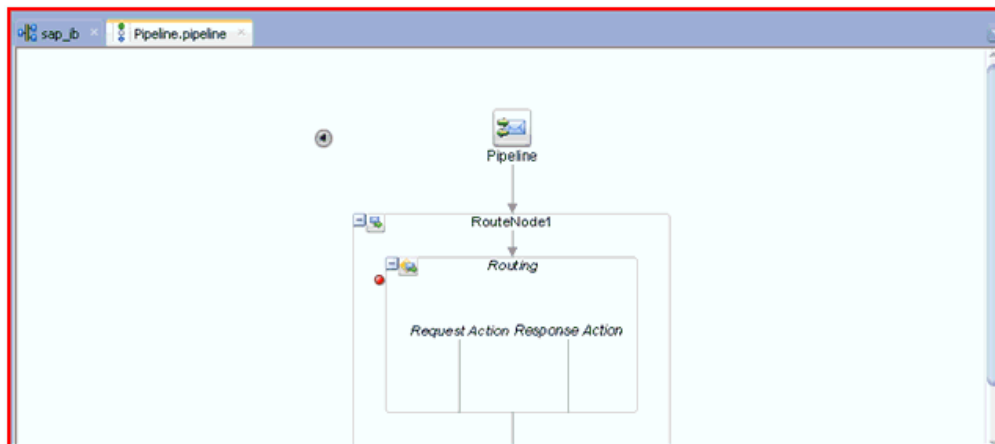 sap_jb Pipeline.pipeline
Pipeline
RouteNode1
Routing
Request Action Response Action